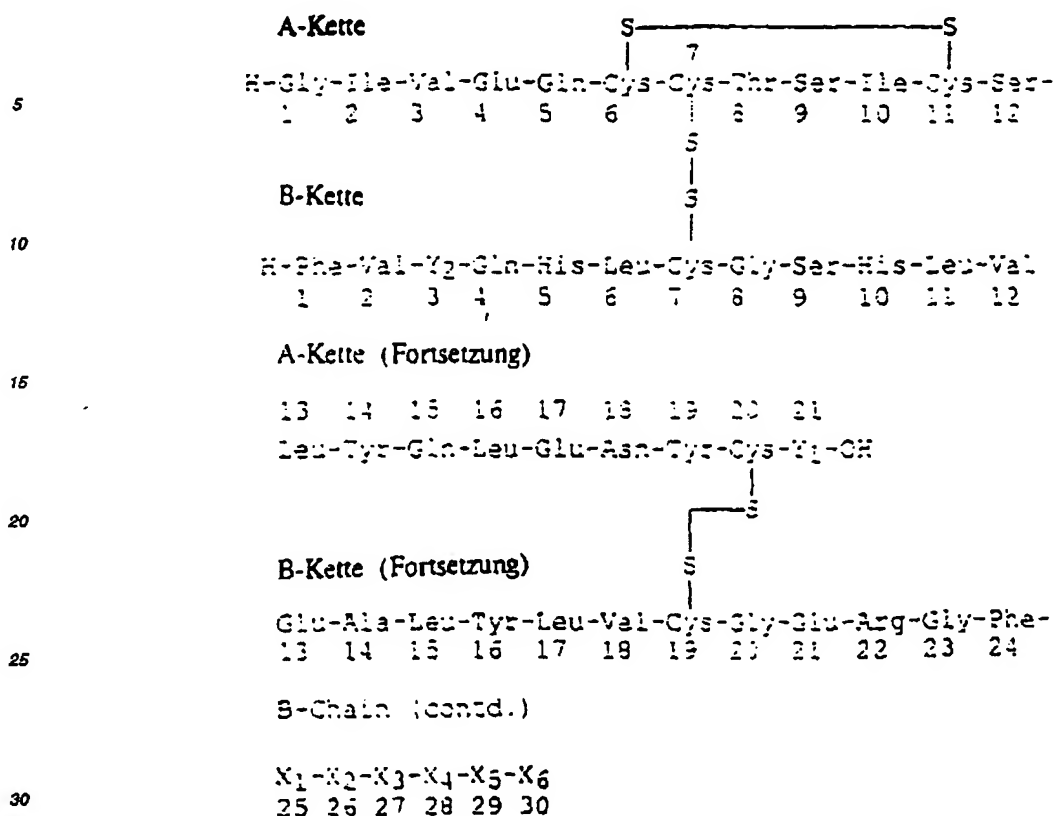 A-Kette
S S
7
H-Gly-Ile-Val-Glu-Gln-Cys-Cys-Thr-Ser-Ile-Cys-Ser-
5
1 2 3 4 5 6 8 9 10 11 12
S
B-Kette
S
10
H-Phe-Val-Y2-Gln-His-Leu-Cys-Gly-Ser-His-Leu-Val
1 2 3 4 5 6 7 8 9 10 11 12
A-Kette (Fortsetzung)
15
13 14 15 16 17 18 19 20 21
Leu-Tyr-Gln-Leu-Glu-Asn-Tyr-Cys-Y1-OH
20
S
S
B-Kette (Fortsetzung)
Glu-Ala-Leu-Tyr-Leu-Val-Cys-Gly-Glu-Arg-Gly-Phe-
13 14 15 16 17 18 19 20 21 22 23 24
25
B-Chain (contd.)
X1-X2-X3-X4-X5-X6
30
25 26 27 28 29 30